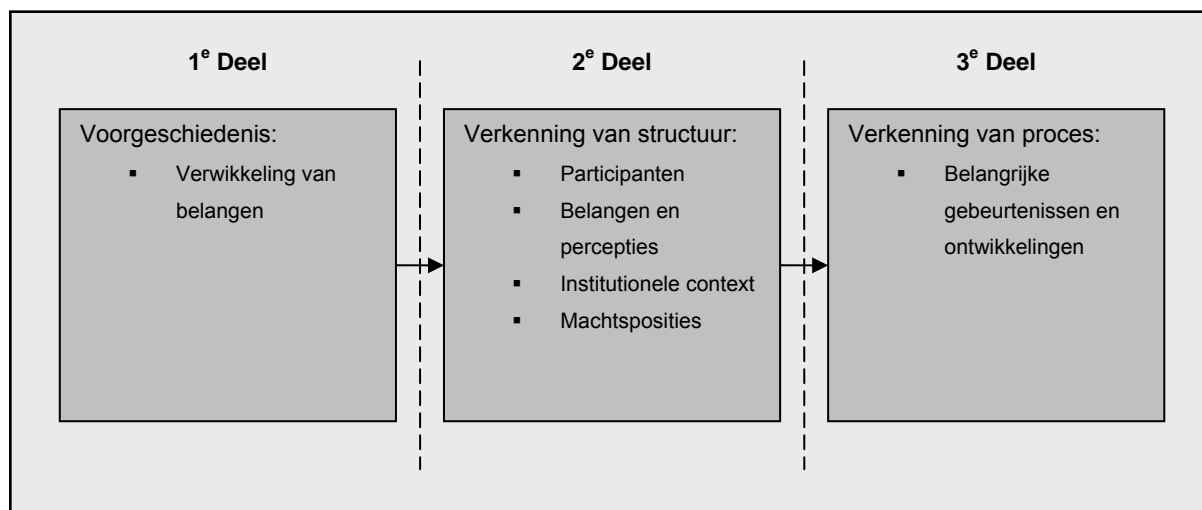 1e Deel
2e Deel
3e Deel
Voorgeschiedenis:
▪ Verwikkeling van
belangen
Verkenning van structuur:
▪ Participanten
▪ Belangen en
percepties
▪ Institutionele context
▪ Machtsposities
Verkenning van proces:
▪ Belangrijke
gebeurtenissen en
ontwikkelingen